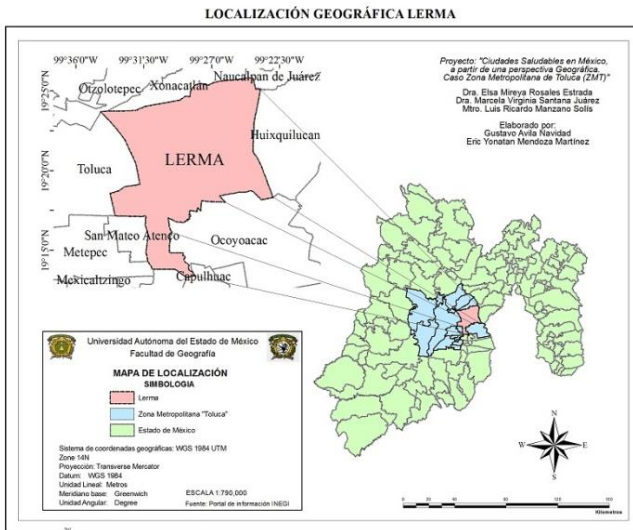 LOCALIZACIÓN GEOGRÁFICA LERMA
99°36'0"W 99°31'30"W 99°27'0"W 99°22'30"W
Proyecto: "Ciudades Saludables en México,
a partir de una perspectiva Geográfica.
Caso Zona Metropolitana de Toluca (ZMT)"
Dra. Elsa Mireya Rosales Estrada
Dra. Marcela Virginia Santana Juárez
Mtro. Luis Ricardo Manzano Solís
Elaborado por:
Gustavo Avila Navidad
Eric Yonatan Mendoza Martínez
19°25'0"N
19°20'0"N
19°15'0"N
Otzolotepec
Xonacatlán
Naucalpan de Juárez
Huixquilucan
LERMA
Toluca
San Mateo Atenco
Ocoyoacac
Metepec
Mexicaltzingo
Capulhuac
Universidad Autónoma del Estado de México
Facultad de Geografía
MAPA DE LOCALIZACIÓN
SIMBOLOGIA
Lerma
Zona Metropolitana "Toluca"
Estado de México
Sistema de coordenadas geográficas: WGS 1984 UTM
Zone 14N
Proyección: Transverse Mercator
Datum: WGS 1984
Unidad Lineal: Metros
Meridiano base: Greenwich
Unidad Angular: Degree
ESCALA 1:790,000
Fuente: Portal de información INEGI
N
W E
S
Kilometros